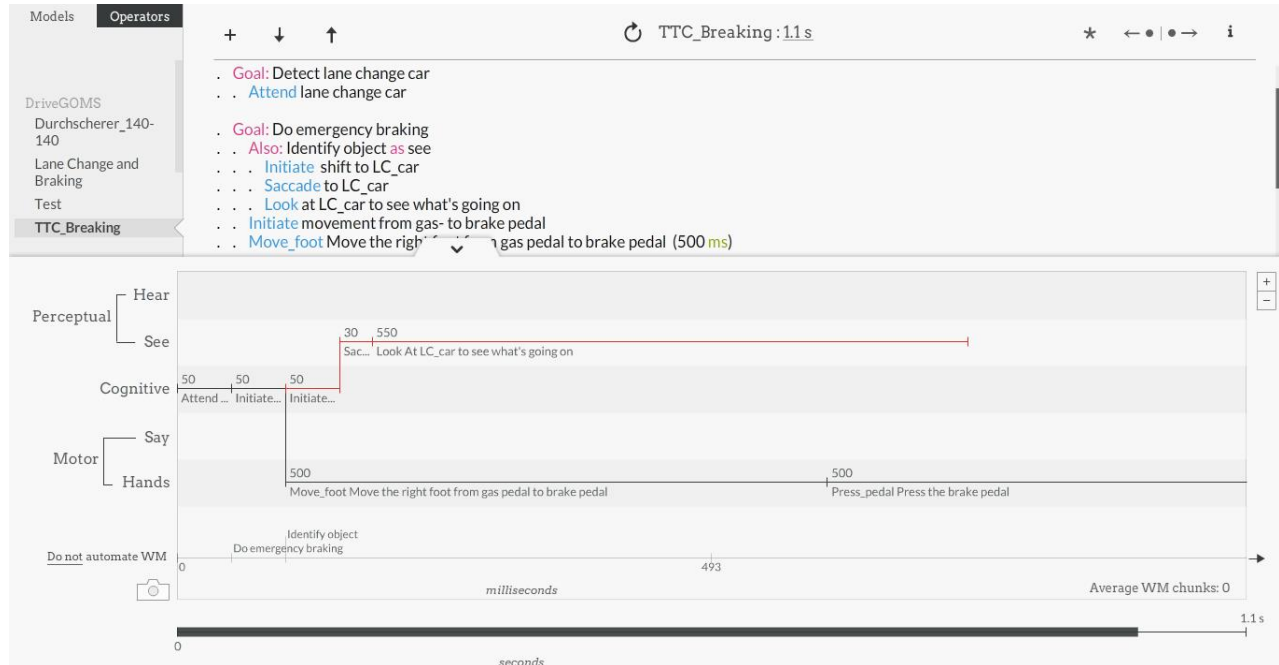 Models Operators
+ ↓ ↑ TTC_Breaking : 1.1 s * ←•|•→ i
DriveGOMS
Durchscherer_140-
140
Lane Change and
Braking
Test
TTC_Breaking
. Goal: Detect lane change car
. . Attend lane change car
. Goal: Do emergency braking
. . Also: Identify object as see
. . . Initiate shift to LC_car
. . . Saccade to LC_car
. . . Look at LC_car to see what's going on
. . Initiate movement from gas- to brake pedal
. . Move_foot Move the right gas pedal to brake pedal (500 ms)
+
−
Perceptual
Hear
See
30 550
Sac... Look At LC_car to see what's going on
Cognitive
50 50 50
Attend ... Initiate... Initiate...
Motor
Say
Hands
500 500
Move_foot Move the right foot from gas pedal to brake pedal Press_pedal Press the brake pedal
Identify object
Do emergency braking
Do not automate WM
0 493
milliseconds
Average WM chunks: 0
1.1 s
0
seconds